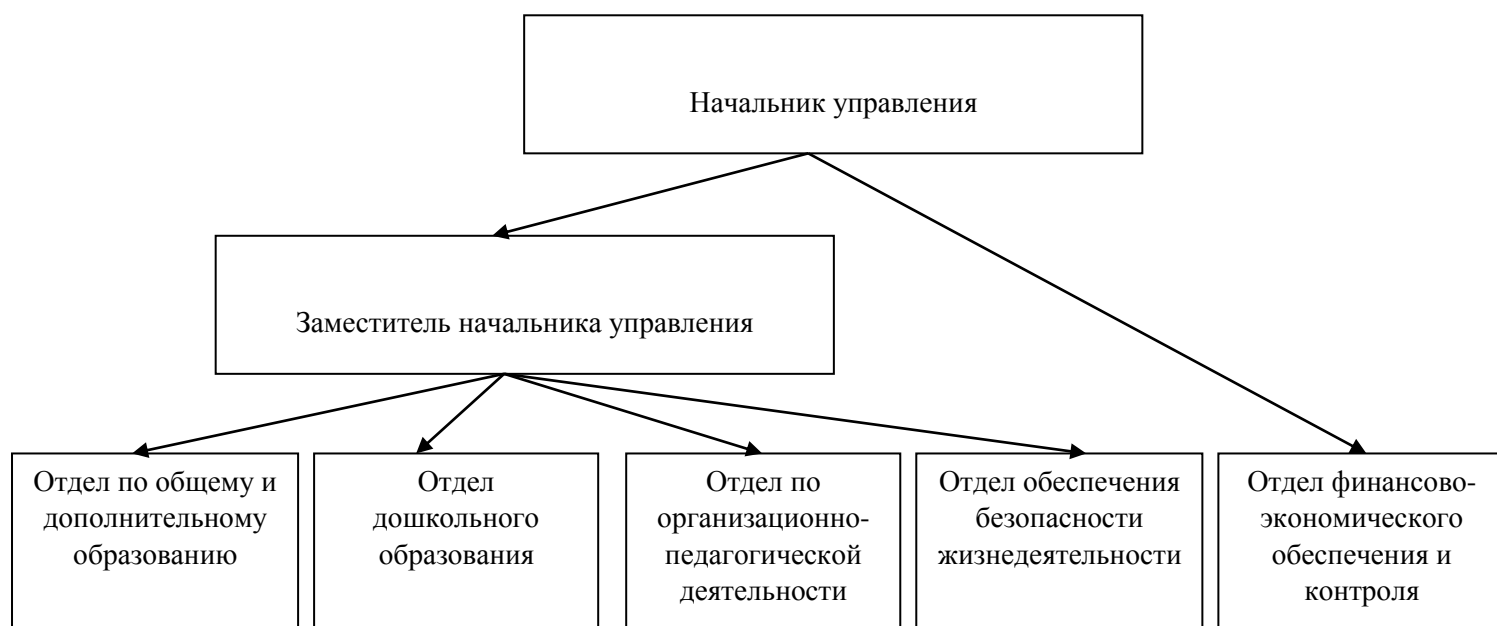 Начальник управления
Заместитель начальника управления
Отдел по общему и
дополнительному
образованию
Отдел
дошкольного
образования
Отдел по
организационно-
педагогической
деятельности
Отдел обеспечения
безопасности
жизнедеятельности
Отдел финансово-
экономического
обеспечения и
контроля